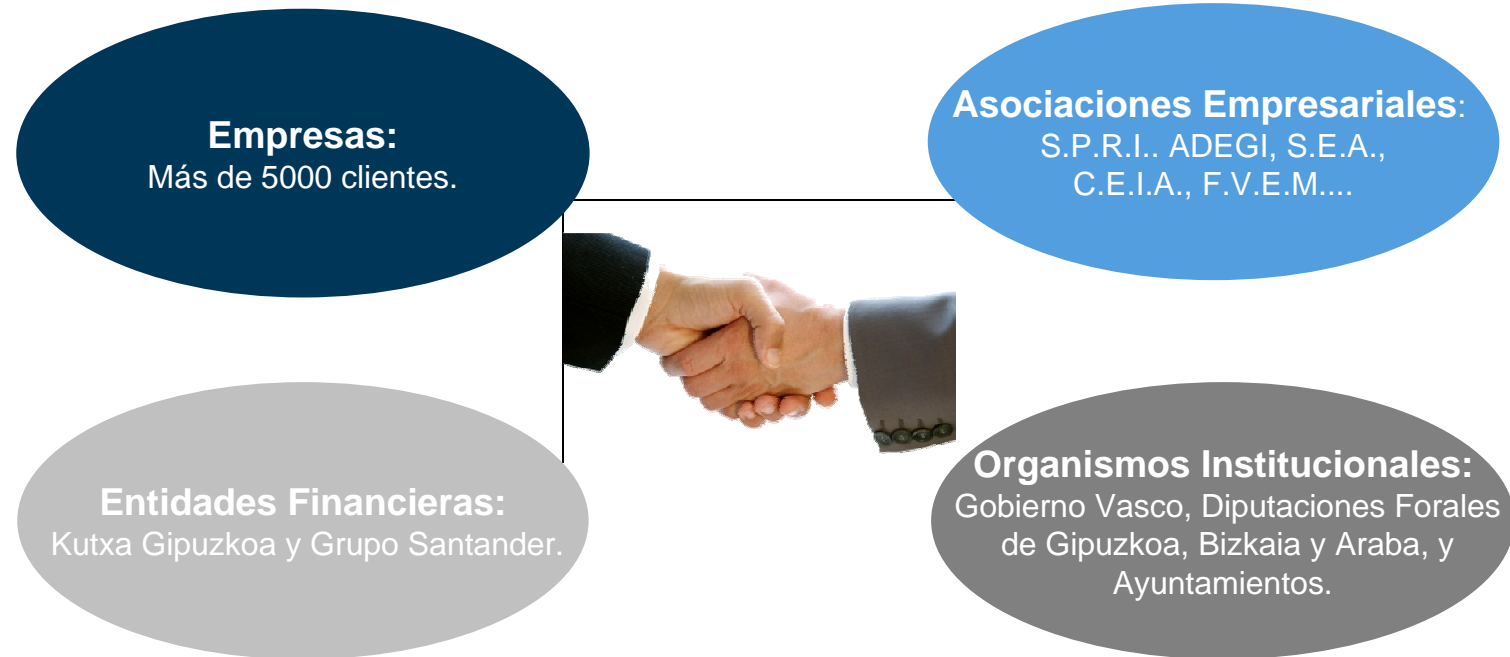 Empresas:
Más de 5000 clientes.
Asociaciones Empresariales:
S.P.R.I.. ADEGI, S.E.A.,
C.E.I.A., F.V.E.M....
Entidades Financieras:
Kutxa Gipuzkoa y Grupo Santander.
Organismos Institucionales:
Gobierno Vasco, Diputaciones Forales
de Gipuzkoa, Bizkaia y Araba, y
Ayuntamientos.